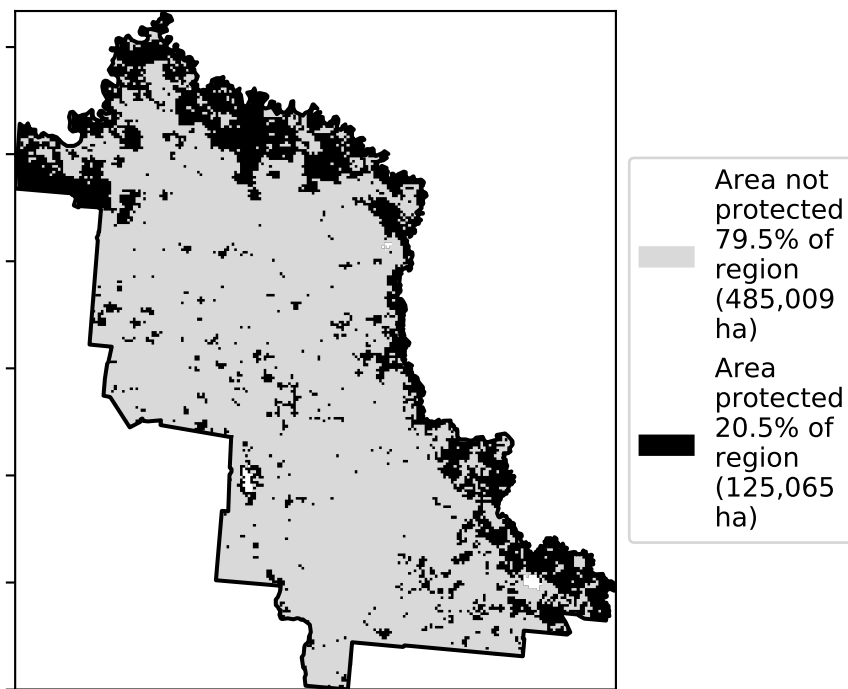 Area not
protected
79.5% of
region
(485,009
ha)
Area
protected
20.5% of
region
(125,065
ha)